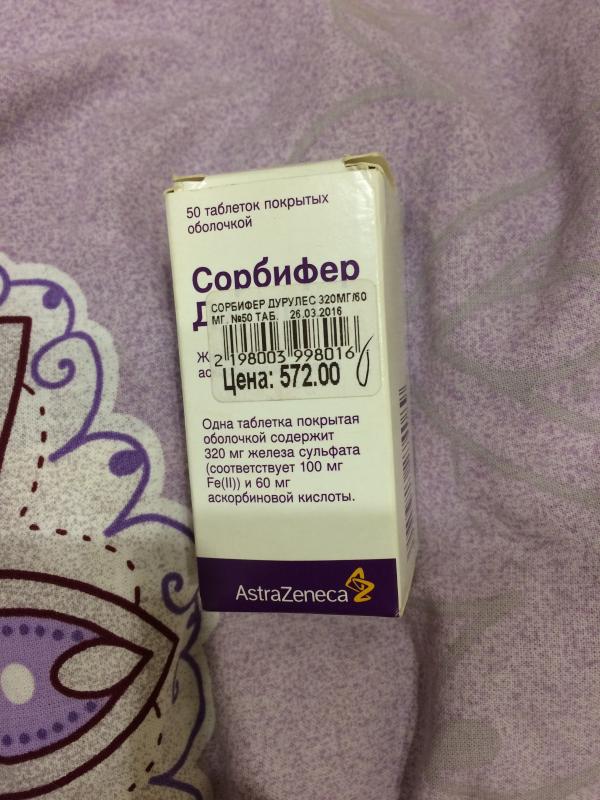 50 таблеток покрытых
оболочкой
Сорбифер
СОРБИФЕР ДУРУЛЕС 320МГ/60
МГ. №50 ТАБ. 26.03.2016
2 198003 998016
Цена: 572.00
Одна таблетка покрытая
оболочкой содержит
320 мг железа сульфата
(соответствует 100 мг
Fe(II)) и 60 мг
аскорбиновой кислоты.
AstraZeneca